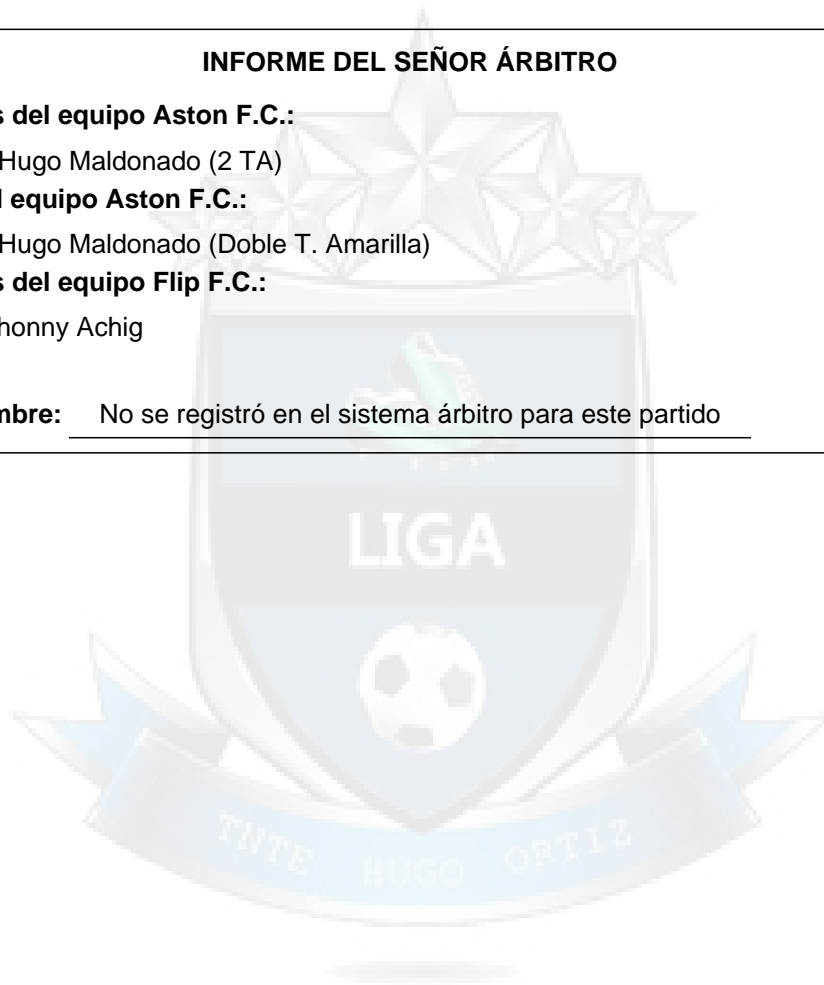 INFORME DEL SEÑOR ÁRBITRO
s del equipo Aston F.C.:
Hugo Maldonado (2 TA)
l equipo Aston F.C.:
Hugo Maldonado (Doble T. Amarilla)
s del equipo Flip F.C.:
honny Achig
mbre: No se registró en el sistema árbitro para este partido
LIGA
TNTE HUGO ORTIZ